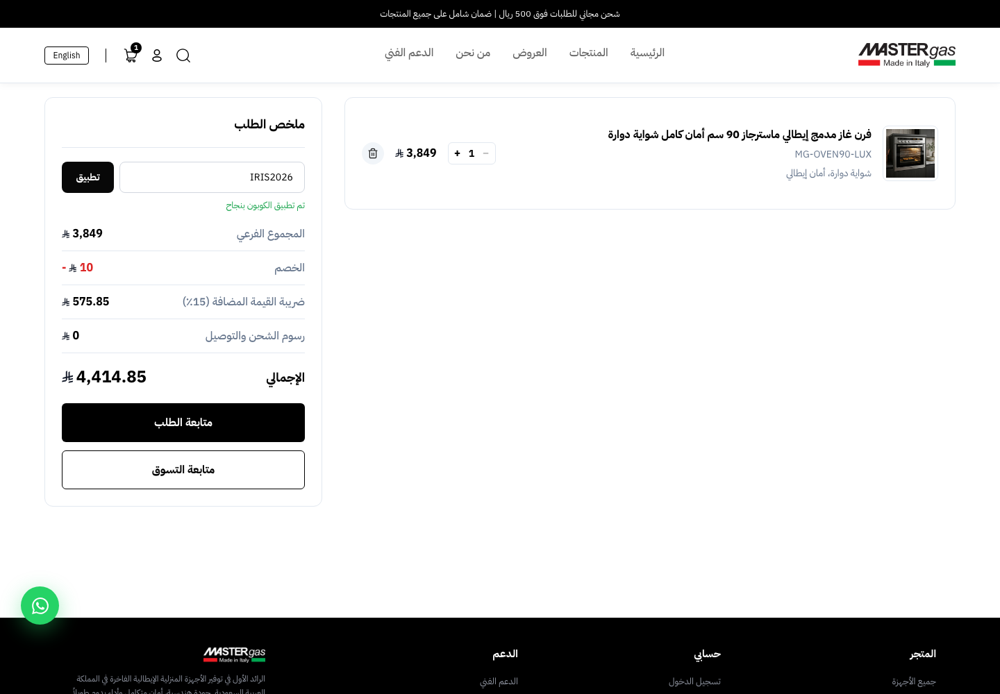 شحن مجاني للطلبات فوق 500 ريال | ضمان شامل على جميع المنتجات
MASTERgas
Made in Italy
الرئيسية
المنتجات
العروض
من نحن
الدعم الفني
1
English
فرن غاز مدمج إيطالي ماسترجاز 90 سم أمان كامل شواية دوارة
MG-OVEN90-LUX
شواية دوارة، أمان إيطالي
− 1 +
3,849
ملخص الطلب
IRIS2026
تطبيق
تم تطبيق الكوبون بنجاح
المجموع الفرعي
3,849
الخصم
- 10
ضريبة القيمة المضافة (15٪)
575.85
رسوم الشحن والتوصيل
0
الإجمالي
4,414.85
متابعة الطلب
متابعة التسوق
المتجر
جميع الأجهزة
حسابي
تسجيل الدخول
الدعم
الدعم الفني
MASTERgas
Made in Italy
الرائد الأول في توفير الأجهزة المنزلية الإيطالية الفاخرة في المملكة
العربية السعودية. جودة هندسية، أمان متكامل، وأداء يدوم طويلاً